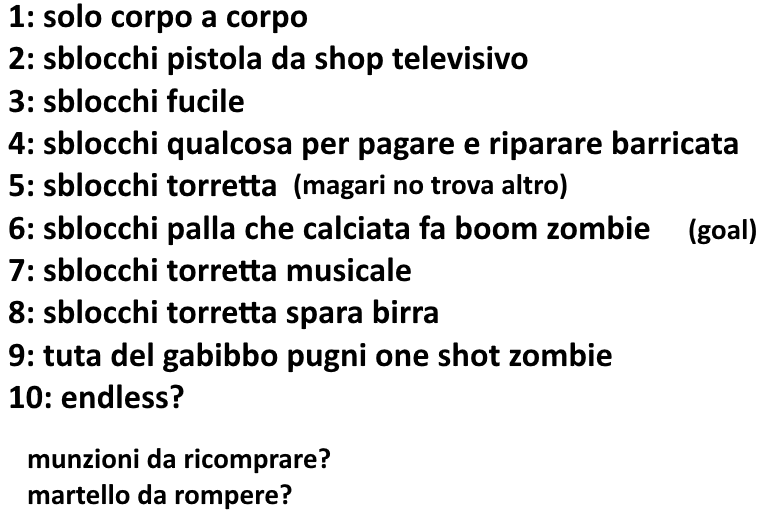 1: solo corpo a corpo
2: sblocchi pistola da shop televisivo
3: sblocchi fucile
4: sblocchi qualcosa per pagare e riparare barricata
5: sblocchi torretta (magari no trova altro)
6: sblocchi palla che calciata fa boom zombie (goal)
7: sblocchi torretta musicale
8: sblocchi torretta spara birra
9: tuta del gabibbo pugni one shot zombie
10: endless?
munzioni da ricomprare?
martello da rompere?